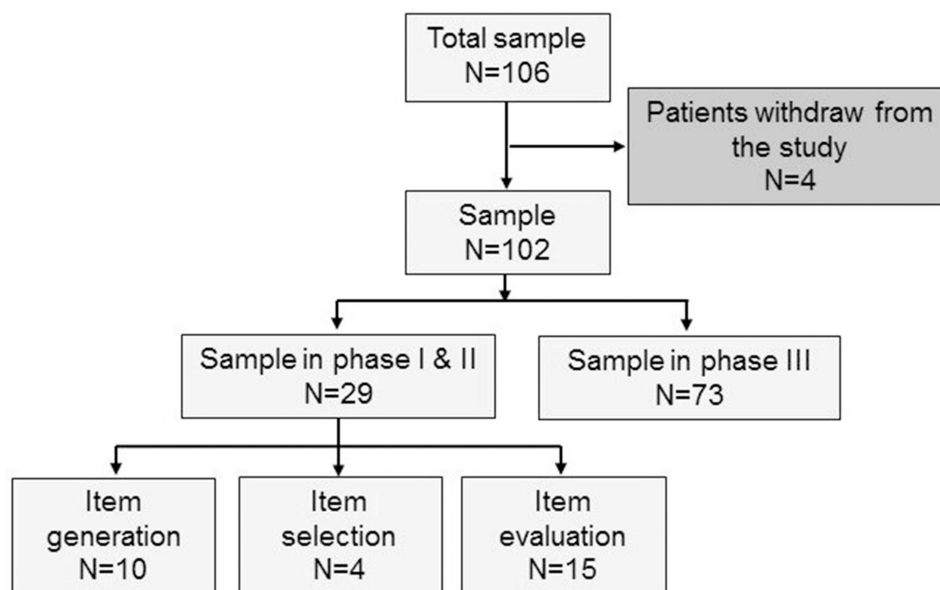 Total sample
N=106
Patients withdraw from
the study
N=4
Sample
N=102
Sample in phase I & II
N=29
Sample in phase III
N=73
Item
generation
N=10
Item
selection
N=4
Item
evaluation
N=15